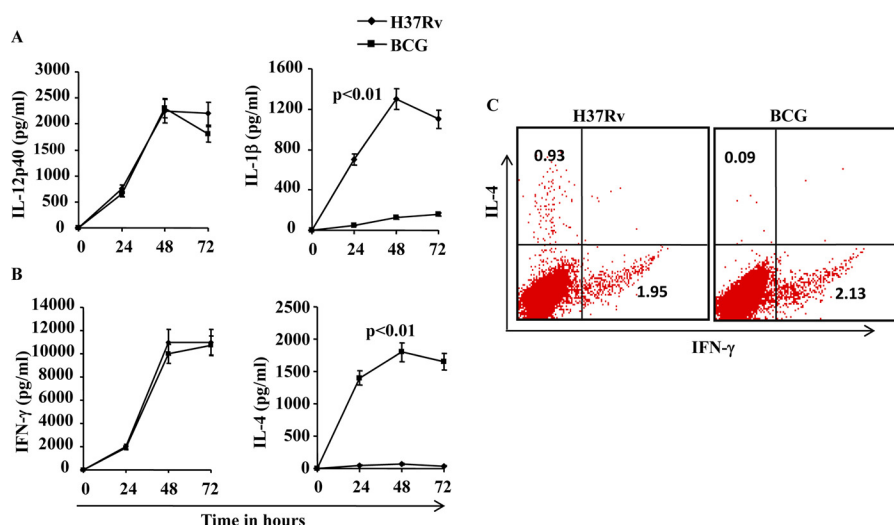 H37Rv
BCG
A
3000
2500
2000
1500
1000
500
0
IL-12p40 (pg/ml)
0 24 48 72
1600
1200
800
400
0
IL-1β (pg/ml)
p<0.01
0 24 48 72
B
14000
12000
10000
8000
6000
4000
2000
0
IFN-γ (pg/ml)
0 24 48 72
2500
2000
1500
1000
500
0
IL-4 (pg/ml)
p<0.01
0 24 48 72
Time in hours
C
H37Rv BCG
0.93 0.09
IL-4
1.95 2.13
IFN-γ